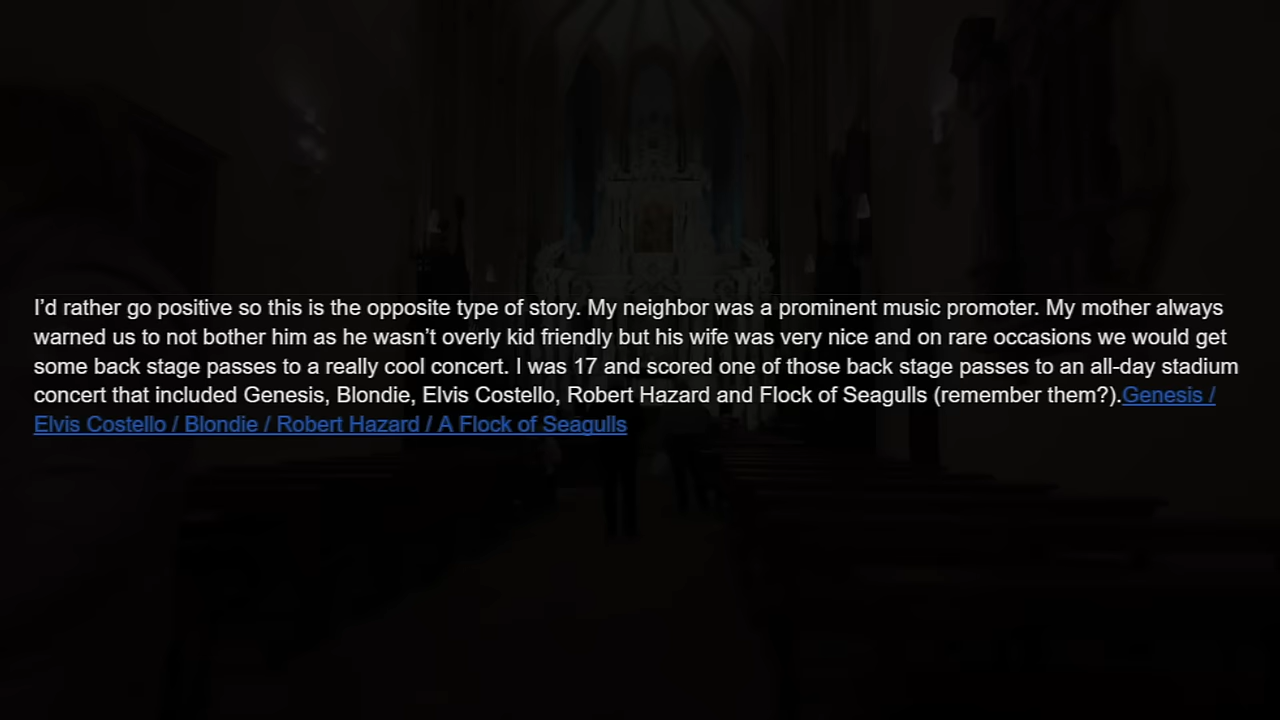 I’d rather go positive so this is the opposite type of story. My neighbor was a prominent music promoter. My mother always
warned us to not bother him as he wasn’t overly kid friendly but his wife was very nice and on rare occasions we would get
some back stage passes to a really cool concert. I was 17 and scored one of those back stage passes to an all-day stadium
concert that included Genesis, Blondie, Elvis Costello, Robert Hazard and Flock of Seagulls (remember them?).Genesis /
Elvis Costello / Blondie / Robert Hazard / A Flock of Seagulls